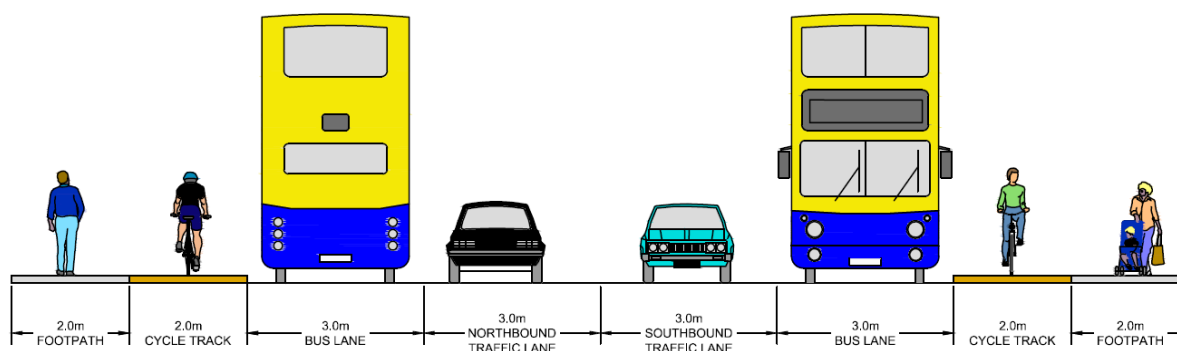 2.0m
FOOTPATH
2.0m
CYCLE TRACK
3.0m
BUS LANE
3.0m
NORTHBOUND
TRAFFIC LANE
3.0m
SOUTHBOUND
TRAFFIC LANE
3.0m
BUS LANE
2.0m
CYCLE TRACK
2.0m
FOOTPATH